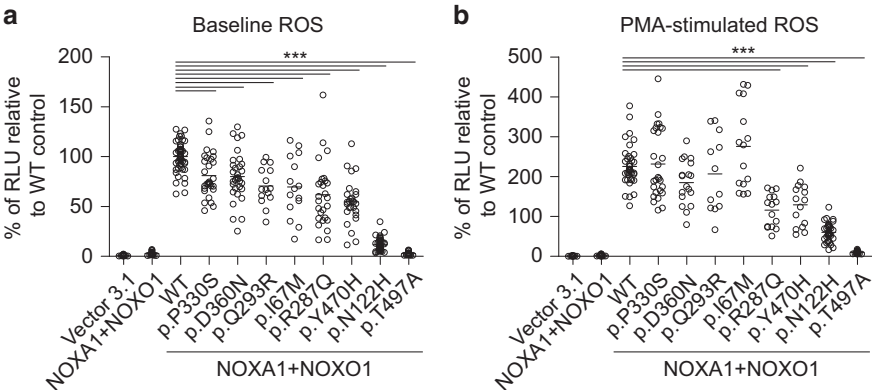 a
Baseline ROS
% of RLU relative
to WT control
200
150
100
50
0
***
Vector 3.1
NOXA1+NOXO1
WT
p.P330S
p.D360N
p.Q293R
p.I67M
p.R287Q
p.Y470H
p.N122H
p.T497A
NOXA1+NOXO1
b
PMA-stimulated ROS
% of RLU relative
to WT control
500
400
300
200
100
0
***
Vector 3.1
NOXA1+NOXO1
WT
p.P330S
p.D360N
p.Q293R
p.I67M
p.R287Q
p.Y470H
p.N122H
p.T497A
NOXA1+NOXO1